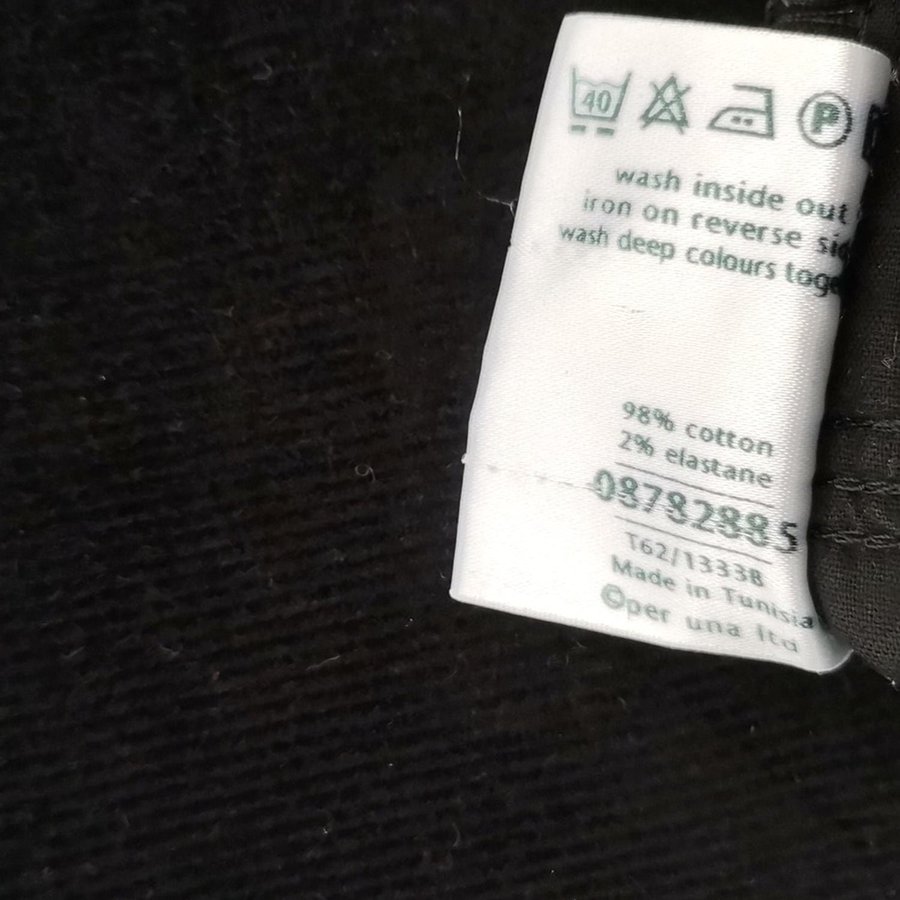 40 P
wash inside out
iron on reverse
wash deep colours
98% cotton
2% elastane
08782885
T62/1333B
Made in Tunisia
©per una ltd